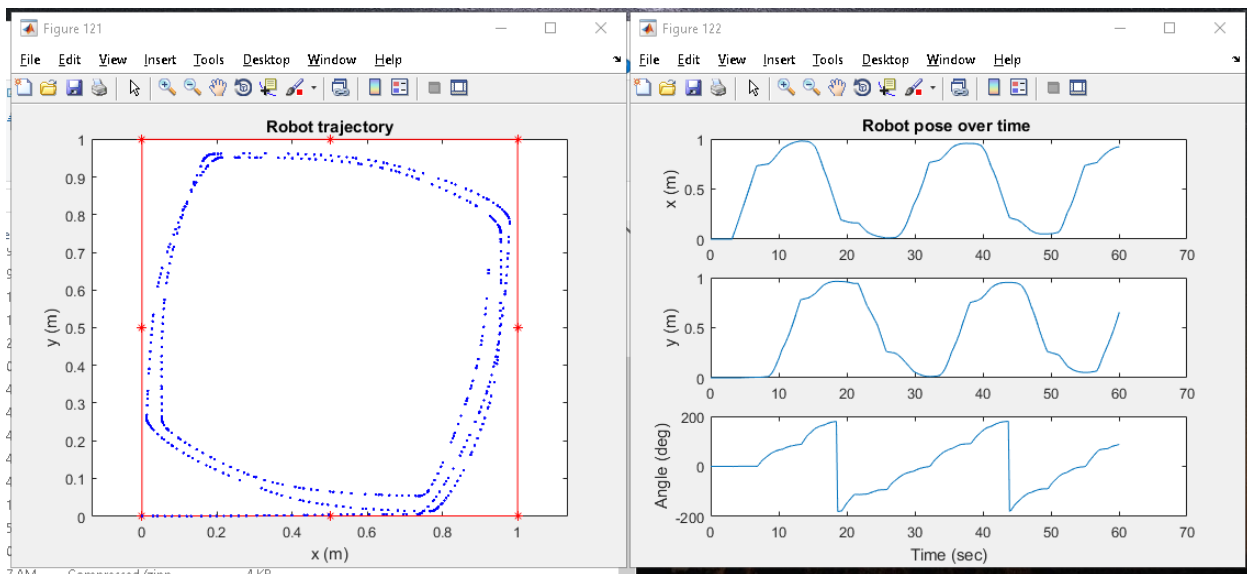 Figure 121
File Edit View Insert Tools Desktop Window Help
Robot trajectory
1
0.9
0.8
0.7
0.6
0.5
0.4
0.3
0.2
0.1
0
y (m)
0 0.2 0.4 0.6 0.8 1
x (m)
Figure 122
File Edit View Insert Tools Desktop Window Help
Robot pose over time
1
0.5
0
x (m)
0 10 20 30 40 50 60 70
1
0.5
0
y (m)
0 10 20 30 40 50 60 70
200
0
-200
Angle (deg)
0 10 20 30 40 50 60 70
Time (sec)